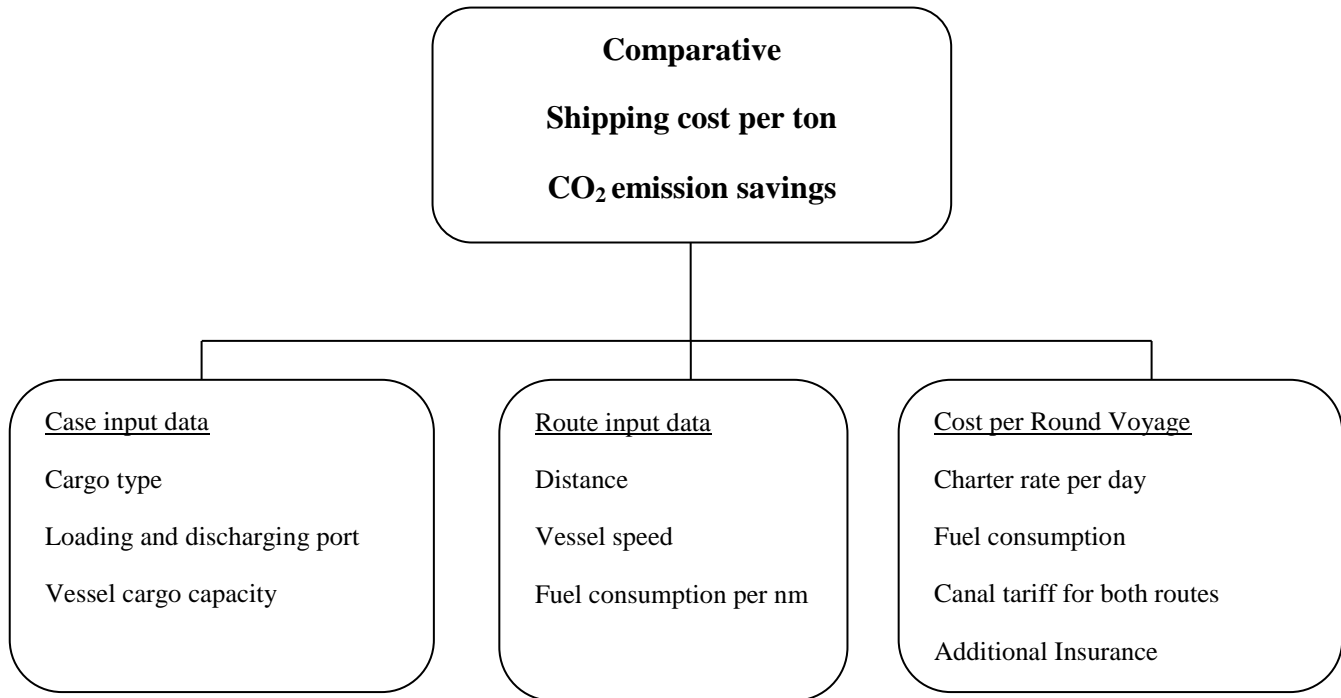 Comparative
Shipping cost per ton
CO₂ emission savings
Case input data
Cargo type
Loading and discharging port
Vessel cargo capacity
Route input data
Distance
Vessel speed
Fuel consumption per nm
Cost per Round Voyage
Charter rate per day
Fuel consumption
Canal tariff for both routes
Additional Insurance